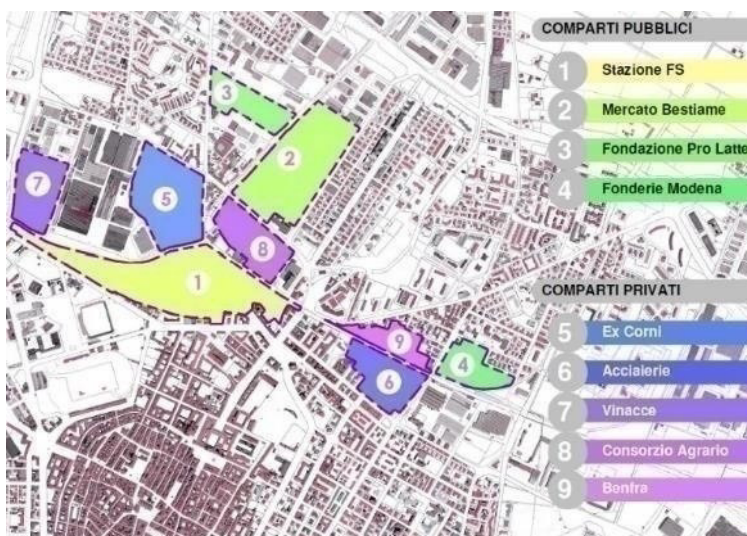 COMPARTI PUBBLICI
1 Stazione FS
2 Mercato Bestiame
3 Fondazione Pro Latte
4 Fonderie Modena
COMPARTI PRIVATI
5 Ex Corni
6 Acciaierie
7 Vinacce
8 Consorzio Agrario
9 Benfra
3
2
7
5
8
1
9
4
6